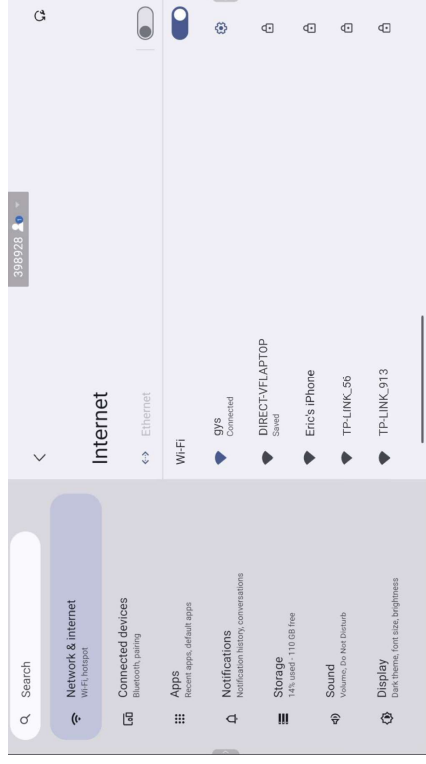 398928 1
Search
Network & internet
Wi-Fi, hotspot
Connected devices
Bluetooth, pairing
Apps
Recent apps, default apps
Notifications
Notification history, conversations
Storage
14% used - 110 GB free
Sound
Volume, Do Not Disturb
Display
Dark theme, font size, brightness
Internet
Ethernet
Wi-Fi
gys
Connected
DIRECT-VFLAPTOP
Saved
Eric's iPhone
TP-LINK_56
TP-LINK_913